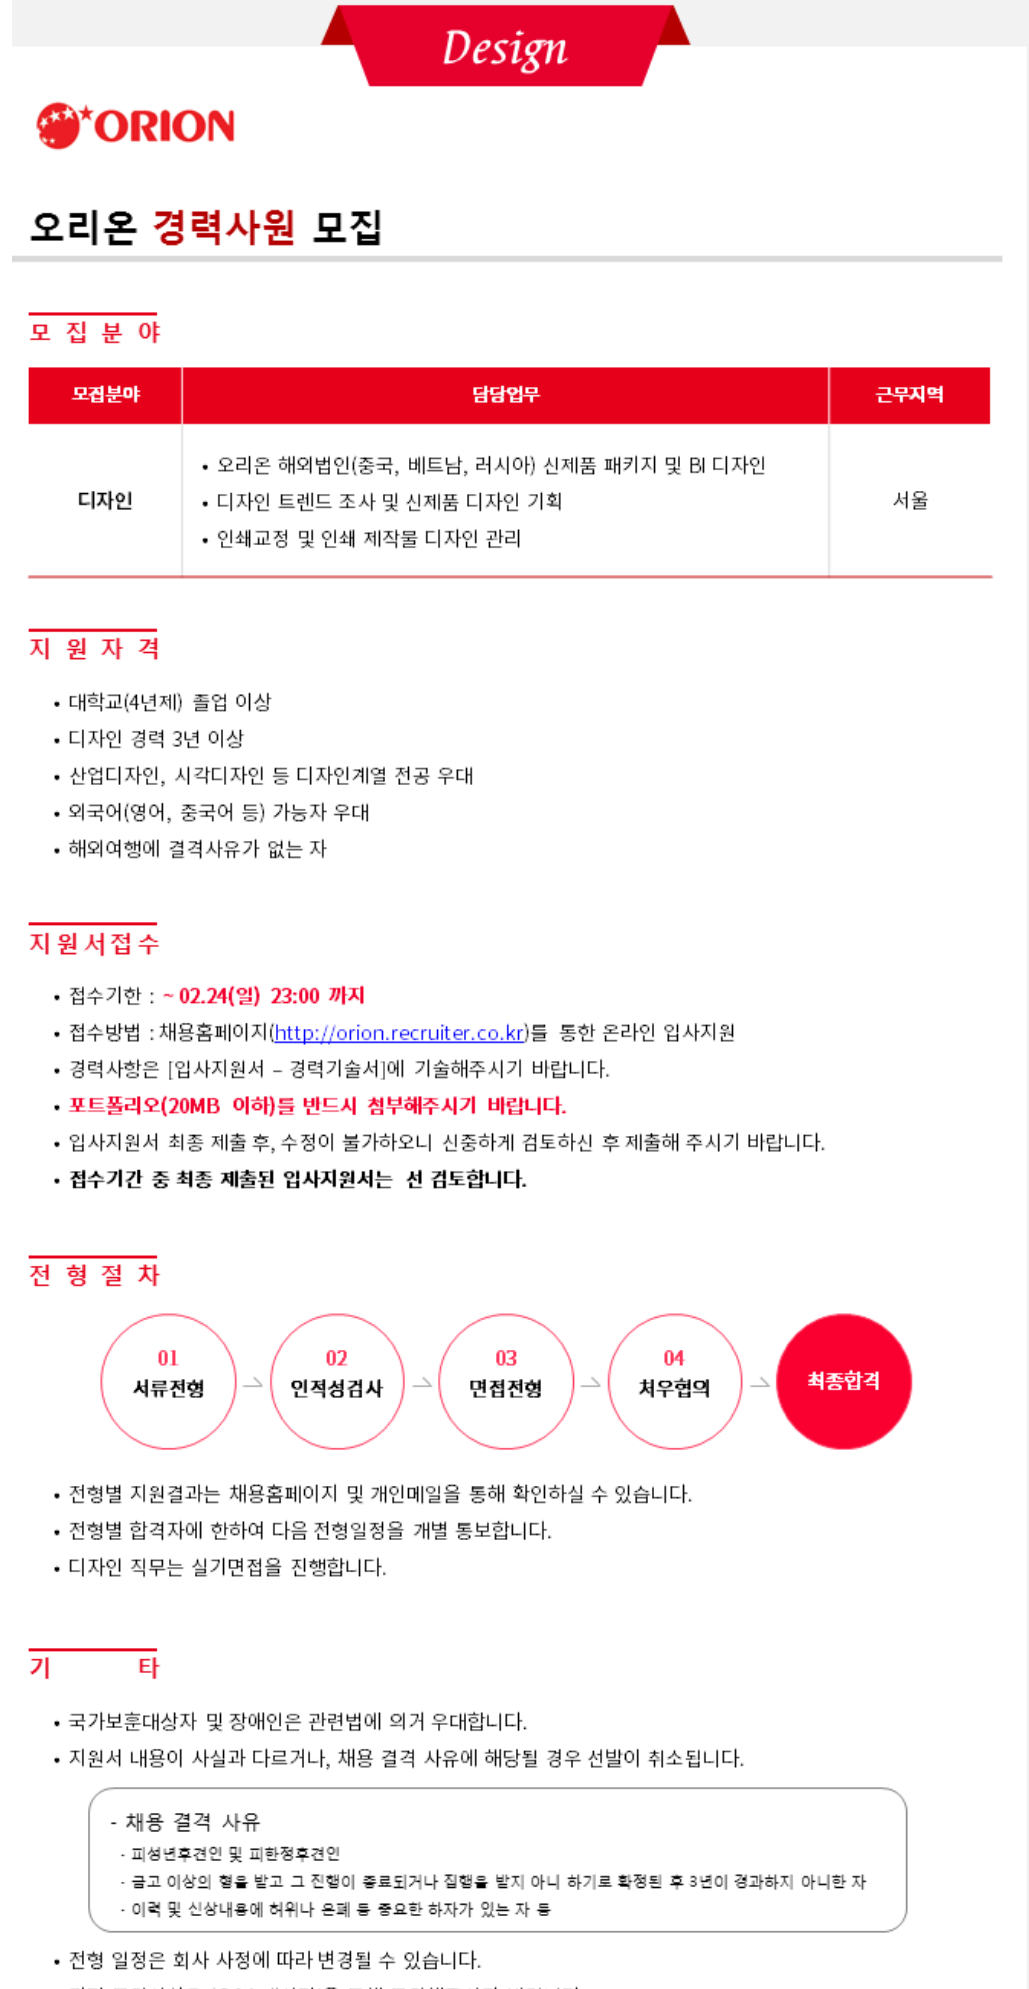 Design
ORION
오리온 경력사원 모집
모 집 분 야
모집분야 담당업무 근무지역
• 오리온 해외법인(중국, 베트남, 러시아) 신제품 패키지 및 BI 디자인
디자인 • 디자인 트렌드 조사 및 신제품 디자인 기획 서울
• 인쇄교정 및 인쇄 제작물 디자인 관리
지 원 자 격
• 대학교(4년제) 졸업 이상
• 디자인 경력 3년 이상
• 산업디자인, 시각디자인 등 디자인계열 전공 우대
• 외국어(영어, 중국어 등) 가능자 우대
• 해외여행에 결격사유가 없는 자
지원서접수
• 접수기한 : ~ 02.24(일) 23:00 까지
• 접수방법 : 채용홈페이지(http://orion.recruiter.co.kr)를 통한 온라인 입사지원
• 경력사항은 [입사지원서 – 경력기술서]에 기술해주시기 바랍니다.
• 포트폴리오(20MB 이하)를 반드시 첨부해주시기 바랍니다.
• 입사지원서 최종 제출 후, 수정이 불가하오니 신중하게 검토하신 후 제출해 주시기 바랍니다.
• 접수기간 중 최종 제출된 입사지원서는 선 검토합니다.
전 형 절 차
01 02 03 04
서류전형 인적성검사 면접전형 처우협의 최종합격
• 전형별 지원결과는 채용홈페이지 및 개인메일을 통해 확인하실 수 있습니다.
• 전형별 합격자에 한하여 다음 전형일정을 개별 통보합니다.
• 디자인 직무는 실기면접을 진행합니다.
기 타
• 국가보훈대상자 및 장애인은 관련법에 의거 우대합니다.
• 지원서 내용이 사실과 다르거나, 채용 결격 사유에 해당될 경우 선발이 취소됩니다.
- 채용 결격 사유
· 피성년후견인 및 피한정후견인
· 금고 이상의 형을 받고 그 진행이 종료되거나 집행을 받지 아니 하기로 확정된 후 3년이 경과하지 아니한 자
· 이력 및 신상내용에 허위나 은폐 등 중요한 하자가 있는 자 등
• 전형 일정은 회사 사정에 따라 변경될 수 있습니다.